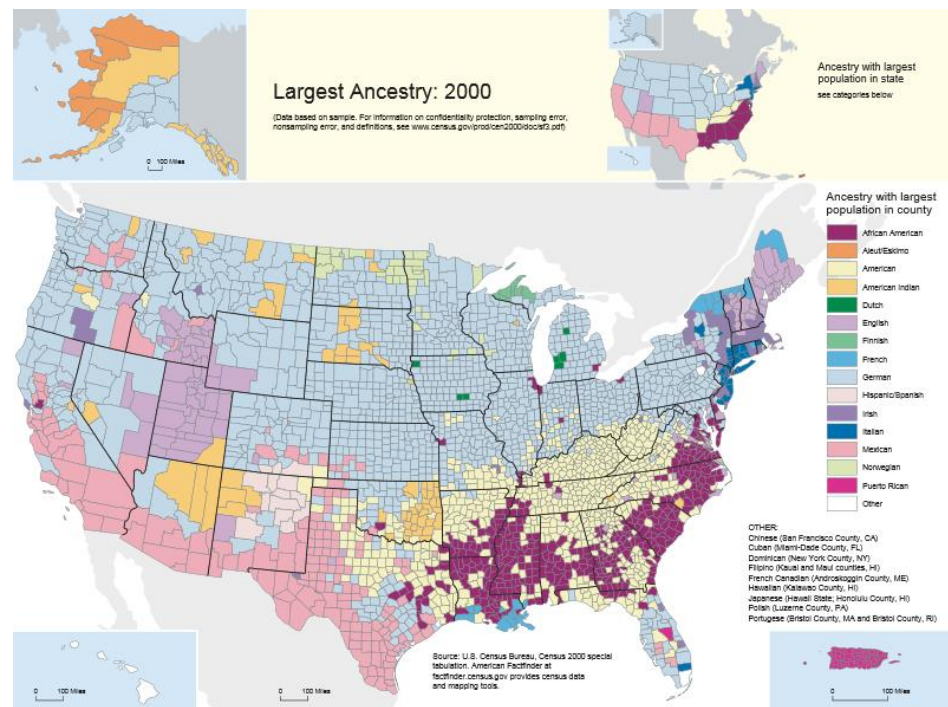 Largest Ancestry: 2000
(Data based on sample. For information on confidentiality protection, sampling error,
nonsampling error, and definitions, see www.census.gov/prod/cen2000/doc/sf3.pdf)
Ancestry with largest
population in state
see categories below
0 100 Miles
Ancestry with largest
population in county
African American
Aleut/Eskimo
American
American Indian
Dutch
English
Finnish
French
German
Hispanic/Spanish
Irish
Italian
Mexican
Norwegian
Puerto Rican
Other
OTHER:
Chinese (San Francisco County, CA)
Cuban (Miami-Dade County, FL)
Dominican (New York County, NY)
Filipino (Kauai and Maui counties, HI)
French Canadian (Androskoggin County, ME)
Hawaiian (Kalawao County, HI)
Japanese (Hawaii State; Honolulu County, HI)
Polish (Luzerne County, PA)
Portugese (Bristol County, MA and Bristol County, RI)
Source: U.S. Census Bureau, Census 2000 special
tabulation. American Factfinder at
factfinder.census.gov provides census data
and mapping tools.
0 100 Miles
0 100 Miles
0 100 Miles